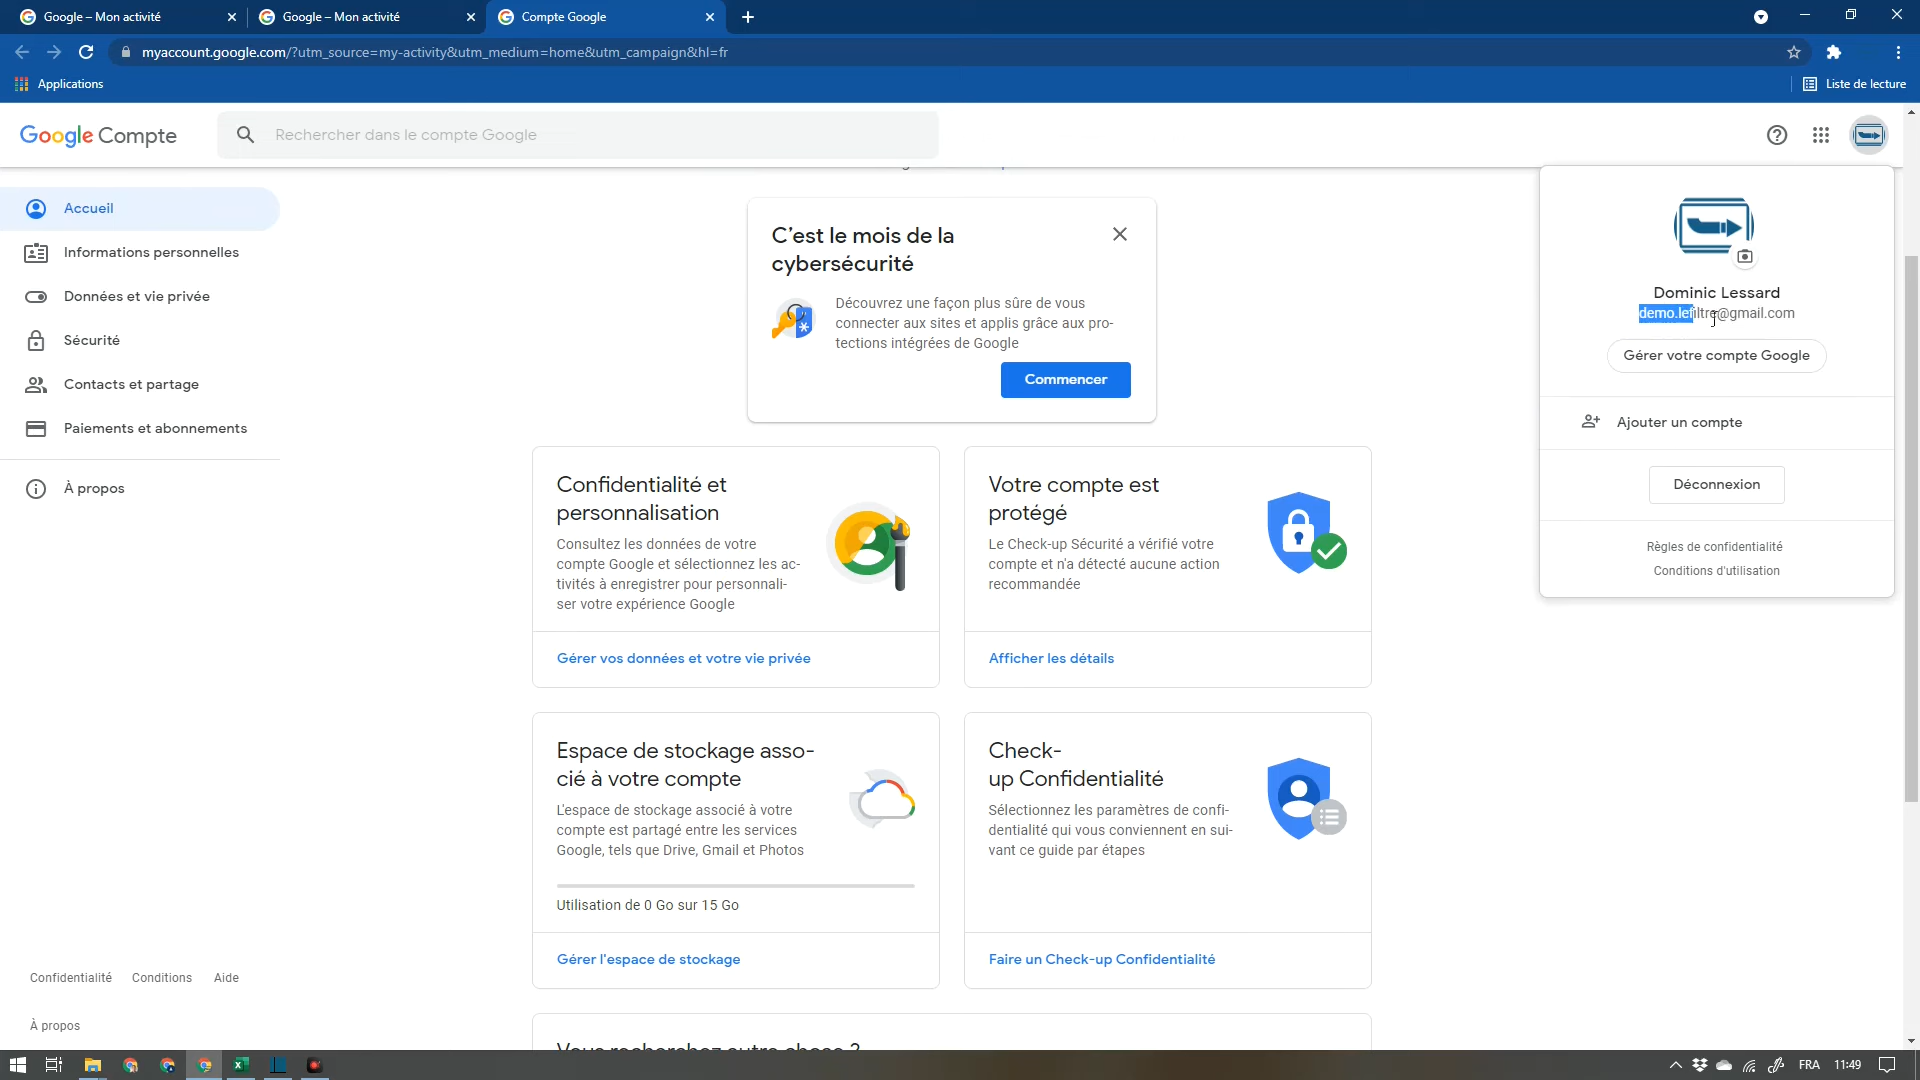 Google – Mon activité
Google – Mon activité
Compte Google
myaccount.google.com/?utm_source=my-activity&utm_medium=home&utm_campaign&hl=fr
Applications
Liste de lecture
Google Compte
Rechercher dans le compte Google
Accueil
Informations personnelles
Données et vie privée
Sécurité
Contacts et partage
Paiements et abonnements
À propos
C’est le mois de la
cybersécurité
Découvrez une façon plus sûre de vous
connecter aux sites et applis grâce aux pro-
tections intégrées de Google
Commencer
Confidentialité et
personnalisation
Consultez les données de votre
compte Google et sélectionnez les ac-
tivités à enregistrer pour personnali-
ser votre expérience Google
Gérer vos données et votre vie privée
Votre compte est
protégé
Le Check-up Sécurité a vérifié votre
compte et n'a détecté aucune action
recommandée
Afficher les détails
Espace de stockage asso-
cié à votre compte
L'espace de stockage associé à votre
compte est partagé entre les services
Google, tels que Drive, Gmail et Photos
Utilisation de 0 Go sur 15 Go
Gérer l'espace de stockage
Check-
up Confidentialité
Sélectionnez les paramètres de confi-
dentialité qui vous conviennent en sui-
vant ce guide par étapes
Faire un Check-up Confidentialité
Vous recherchez autre chose ?
Dominic Lessard
demo.lefiltre@gmail.com
Gérer votre compte Google
Ajouter un compte
Déconnexion
Règles de confidentialité
Conditions d'utilisation
Confidentialité
Conditions
Aide
À propos
FRA
11:49